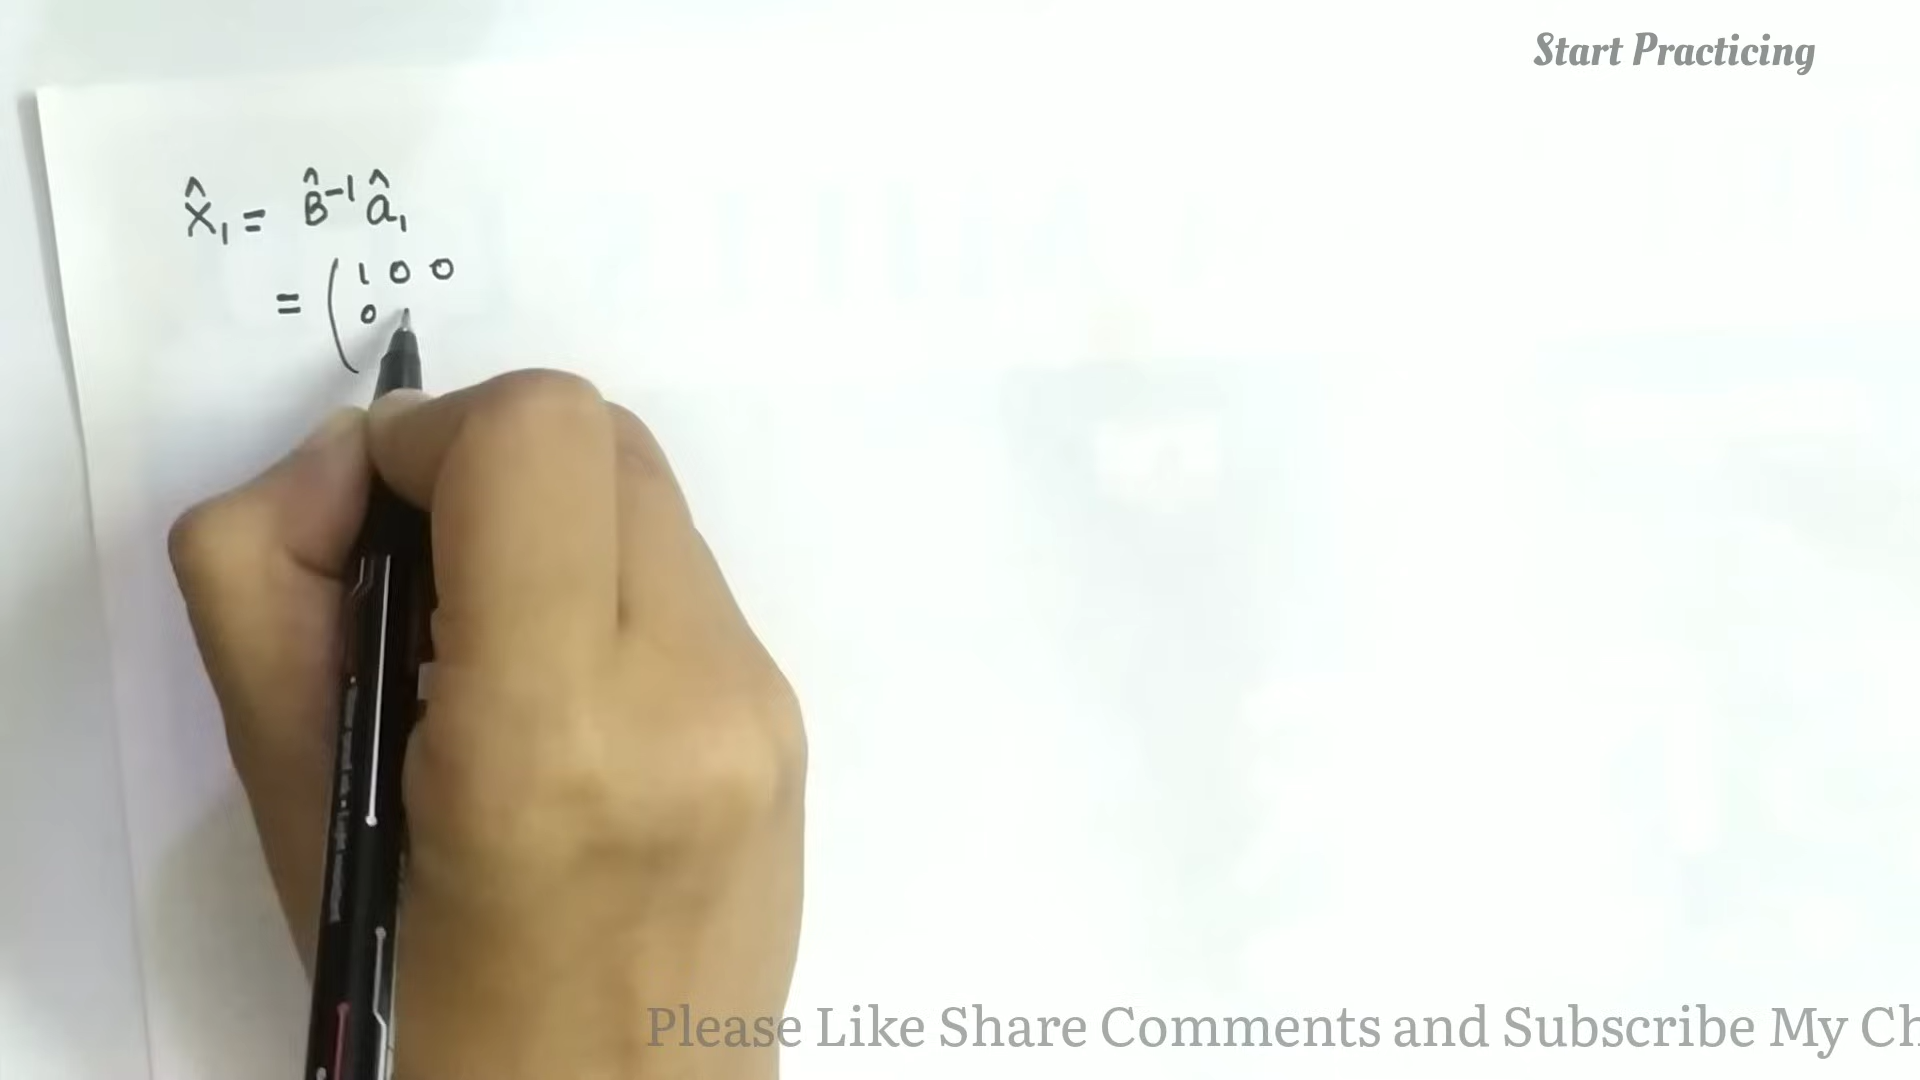 Start Practicing
X̂₁ = B̂⁻¹ â₁
= ( 1 0 0
0
Please Like Share Comments and Subscribe My Ch